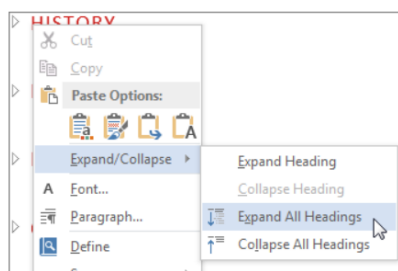 HISTORY
Cut
Copy
Paste Options:
Expand/Collapse
Expand Heading
Collapse Heading
Font...
Expand All Headings
Paragraph...
Collapse All Headings
Define